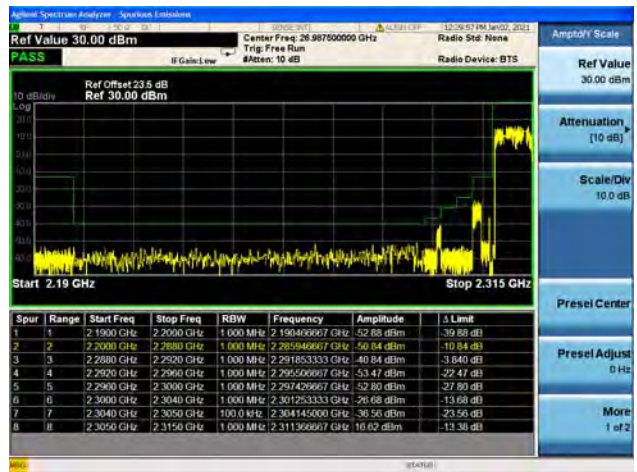 Agilent Spectrum Analyzer - Spurious Emissions
SENSE:INT ALIGN OFF 12:29:57 PM Jan 02, 2021
Ref Value 30.00 dBm
Center Freq: 26.987500000 GHz
Radio Std: None
PASS
IFGain:Low
Trig: Free Run
#Atten: 10 dB
Radio Device: BTS
Ref Offset 23.5 dB
10 dB/div Ref 30.00 dBm
Log
Start 2.19 GHz
Stop 2.315 GHz
Spur Range Start Freq Stop Freq RBW Frequency Amplitude Δ Limit
1 1 2.1900 GHz 2.2000 GHz 1.000 MHz 2.190466667 GHz -52.88 dBm -39.88 dB
2 2 2.2000 GHz 2.2880 GHz 1.000 MHz 2.285946667 GHz -50.84 dBm -10.84 dB
3 3 2.2880 GHz 2.2920 GHz 1.000 MHz 2.291853333 GHz -40.84 dBm -3.840 dB
4 4 2.2920 GHz 2.2960 GHz 1.000 MHz 2.295506667 GHz -53.47 dBm -22.47 dB
5 5 2.2960 GHz 2.3000 GHz 1.000 MHz 2.297426667 GHz -52.80 dBm -27.80 dB
6 6 2.3000 GHz 2.3040 GHz 1.000 MHz 2.301253333 GHz -26.68 dBm -13.68 dB
7 7 2.3040 GHz 2.3050 GHz 100.0 kHz 2.304145000 GHz -36.56 dBm -23.56 dB
8 8 2.3050 GHz 2.3150 GHz 1.000 MHz 2.311366667 GHz 16.62 dBm -13.38 dB
Amptd/Y Scale
Ref Value
30.00 dBm
Attenuation
[10 dB]
Scale/Div
10.0 dB
Presel Center
Presel Adjust
0 Hz
More
1 of 2
MSG
STATUS